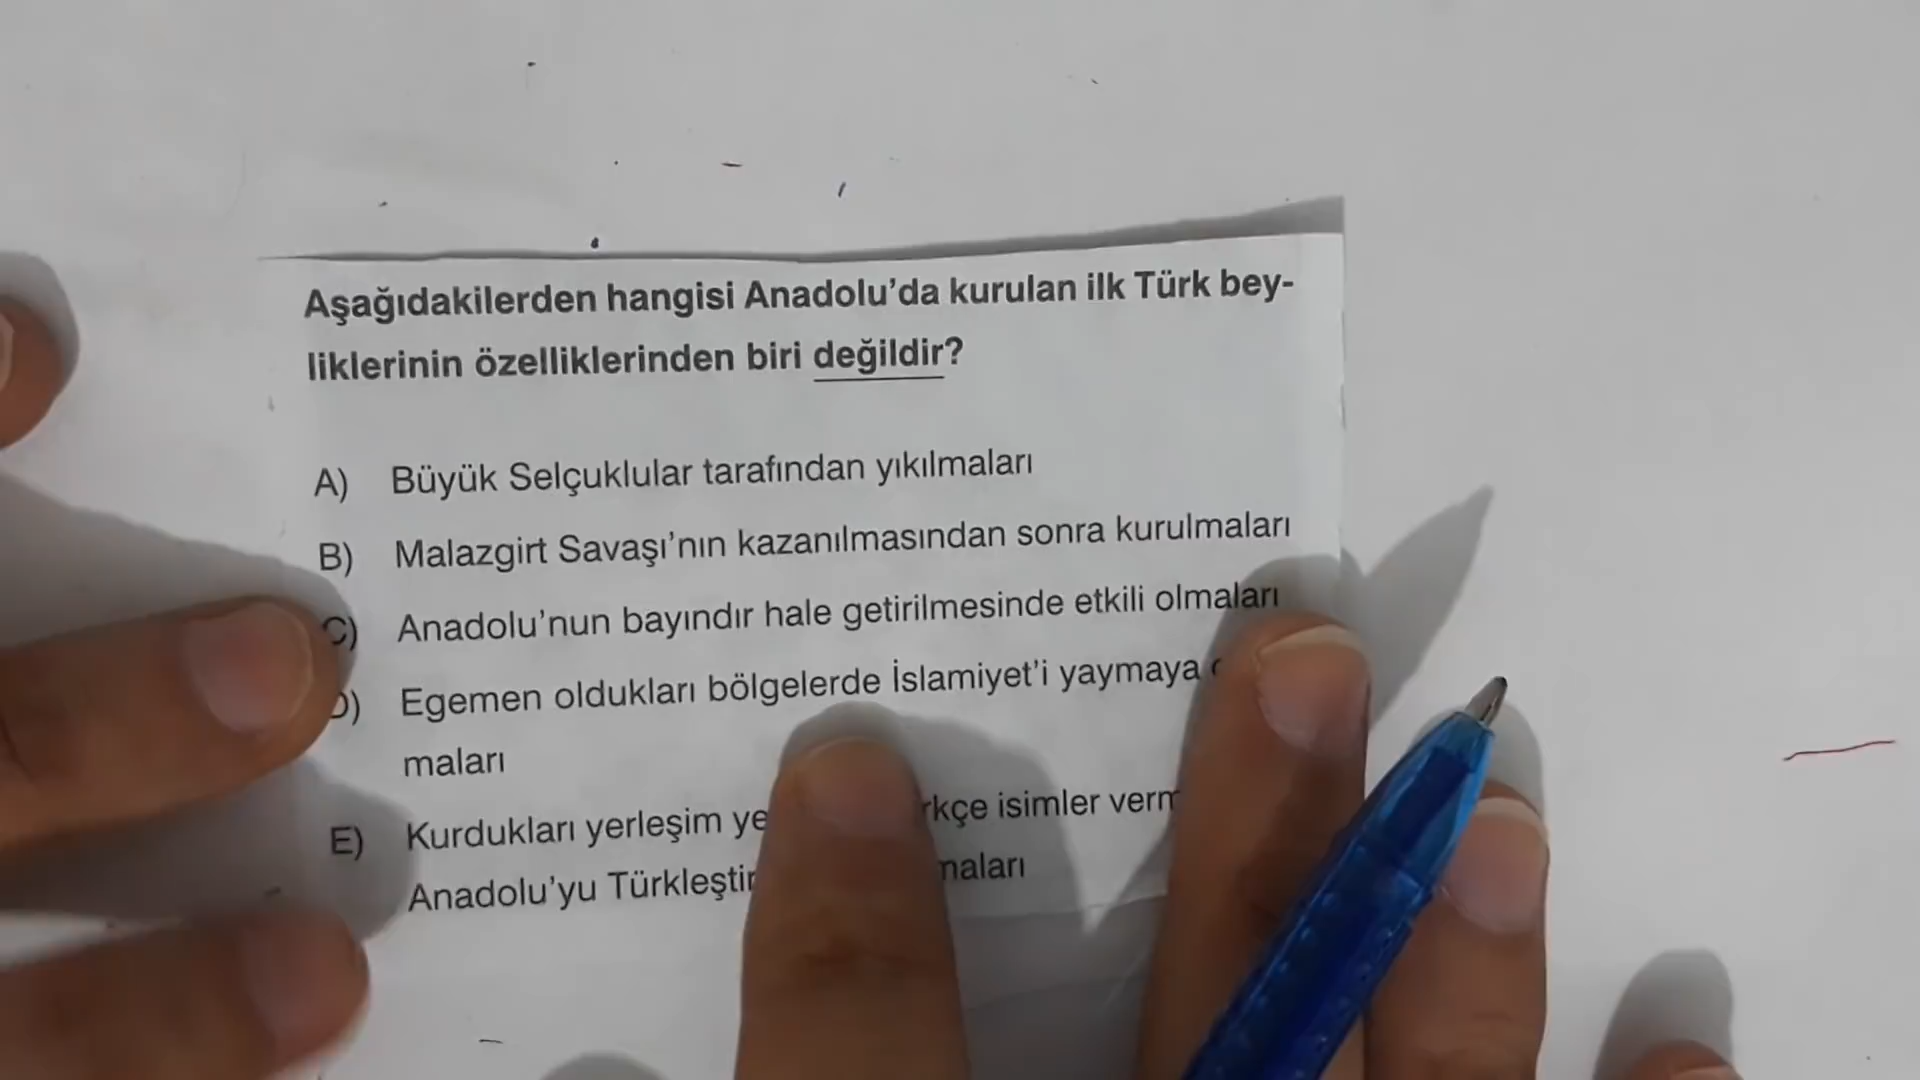 Aşağıdakilerden hangisi Anadolu'da kurulan ilk Türk bey-
liklerinin özelliklerinden biri değildir?
A) Büyük Selçuklular tarafından yıkılmaları
B) Malazgirt Savaşı'nın kazanılmasından sonra kurulmaları
C) Anadolu'nun bayındır hale getirilmesinde etkili olmaları
D) Egemen oldukları bölgelerde İslamiyet'i yaymaya
maları
E) Kurdukları yerleşim isimler
Anadolu'yu